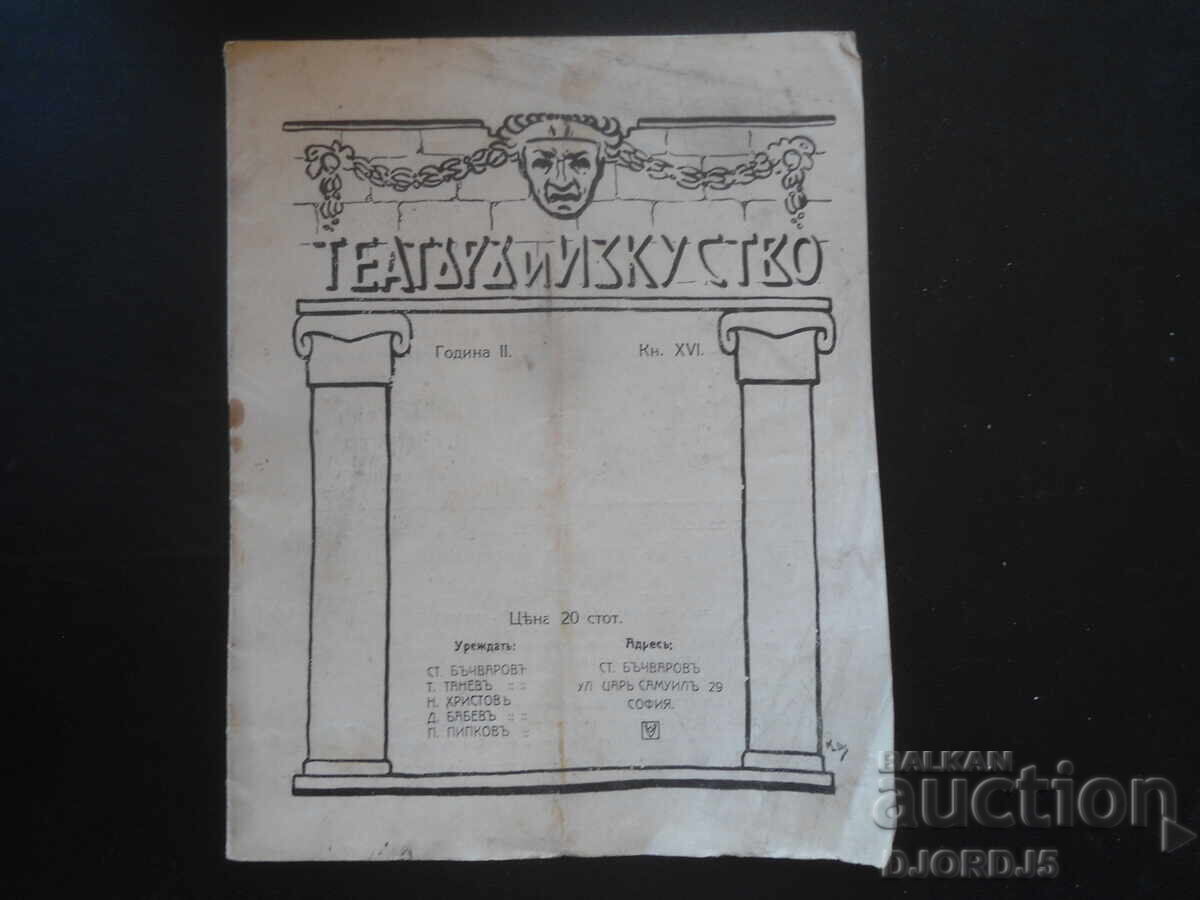 ТЕАТЪРЪ И ИЗКУСТВО
Година II. Кн. XVI.
Цѣна 20 стот.
Уреждатъ:
СТ. БЪЧВАРОВЪ
Т. ТАНЕВЪ :: ::
Н. ХРИСТОВЪ
Д. БАБЕВЪ :: ::
П. ПИПКОВЪ ::
Адресъ:
СТ. БЪЧВАРОВЪ
УЛ ЦАРЬ САМУИЛЪ 29
СОФИЯ.
BALKAN
auction
DJORDJ5